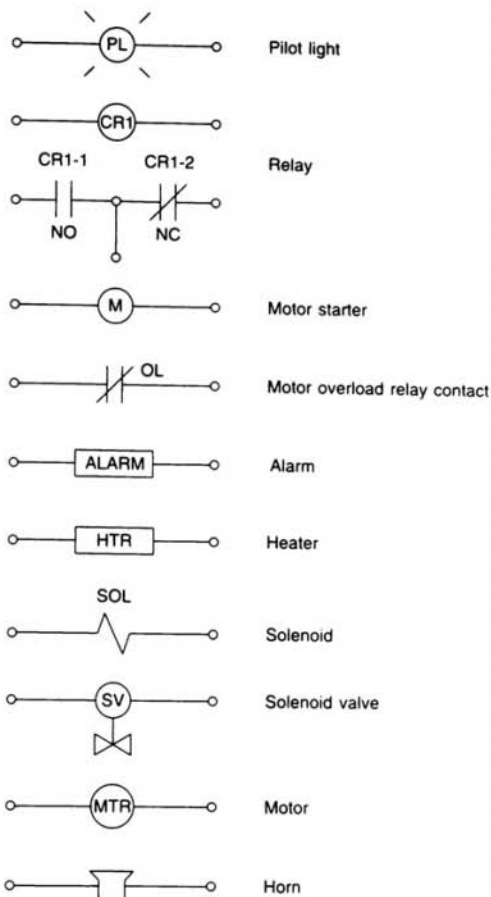 PL Pilot light
CR1
CR1-1 CR1-2 Relay
NO NC
M Motor starter
OL Motor overload relay contact
ALARM Alarm
HTR Heater
SOL
Solenoid
SV Solenoid valve
MTR Motor
Horn